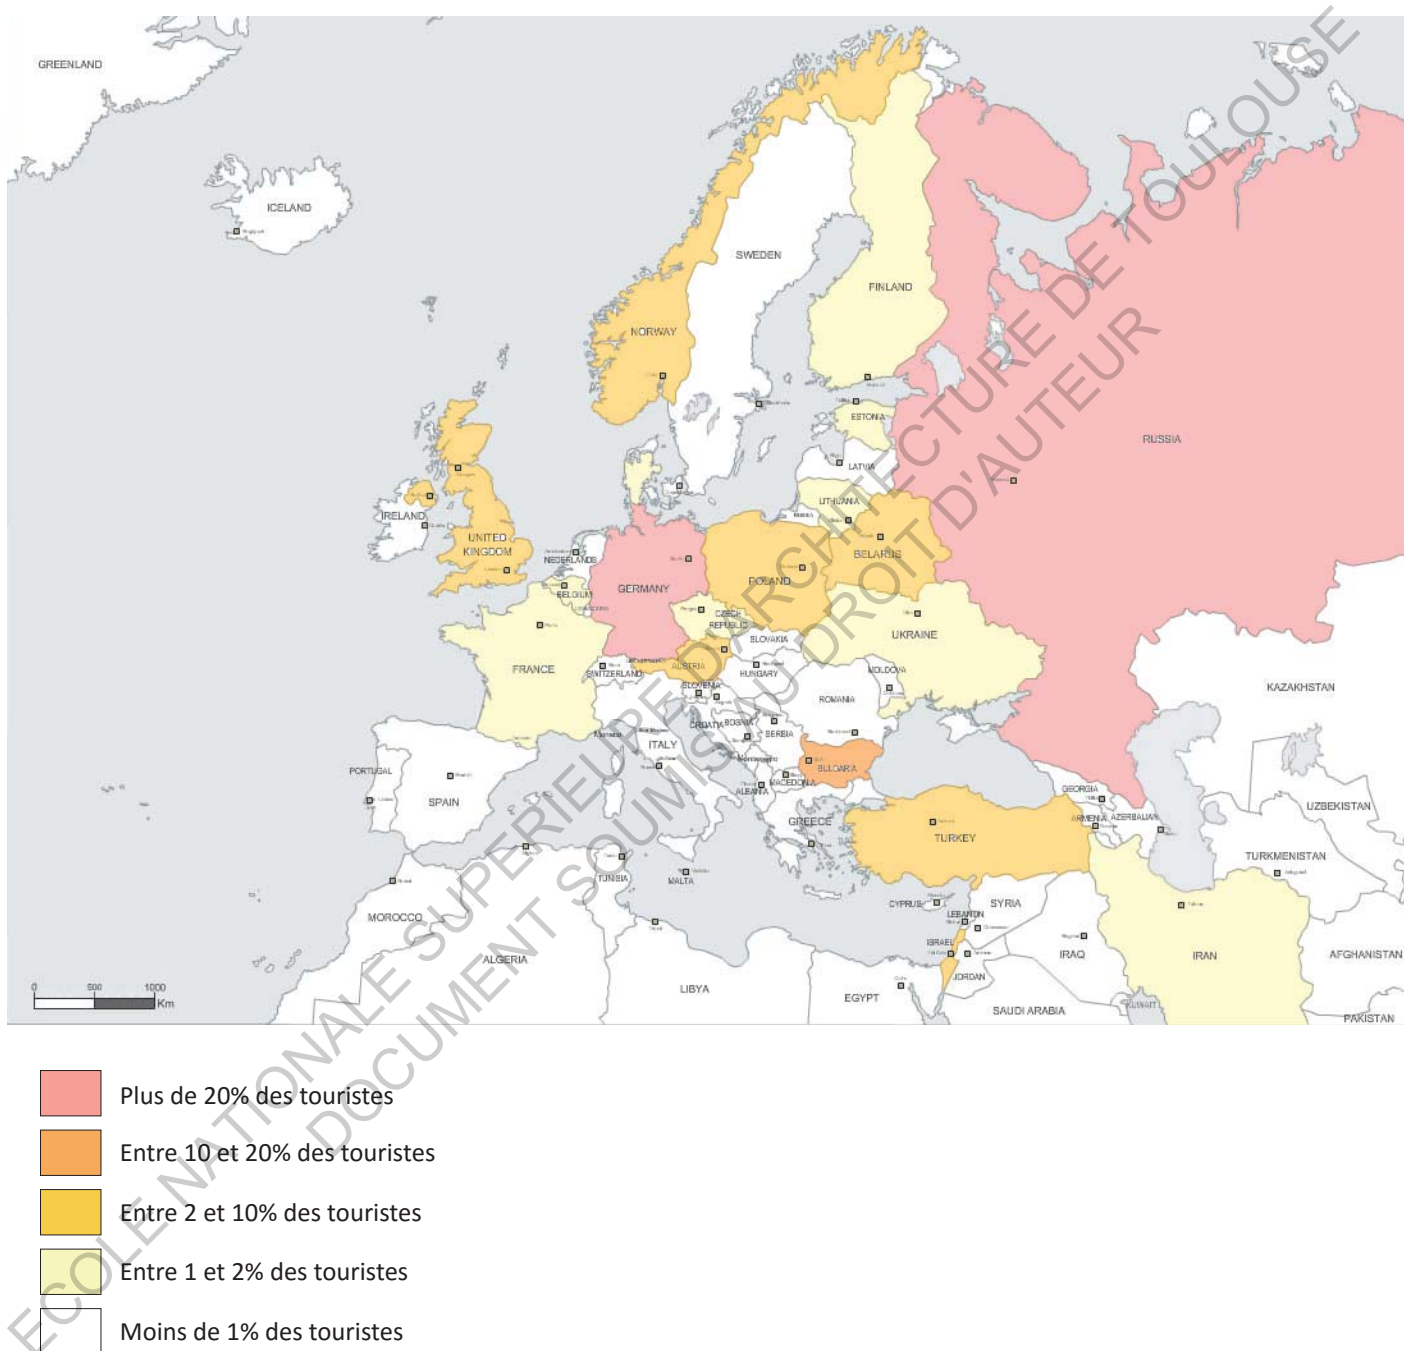 GREENLAND
ICELAND
SWEDEN
FINLAND
NORWAY
ESTONIA
RUSSIA
LATVIA
LITHUANIA
IRELAND
UNITED
KINGDOM
NEDERLANDS
BELARUS
GERMANY
POLAND
BELGIUM
CZECH
REPUBLIC
UKRAINE
SLOVAKIA
FRANCE
SWITZERLAND
AUSTRIA
HUNGARY
MOLDOVA
SLOVENIA
ROMANIA
KAZAKHSTAN
CROATIA
BOSNIA
SERBIA
ITALY
PORTUGAL
SPAIN
BULGARIA
MACEDONIA
ALBANIA
GEORGIA
UZBEKISTAN
GREECE
ARMENIA
AZERBAIJAN
TURKEY
TURKMENISTAN
TUNISIA
MALTA
CYPRUS
SYRIA
LEBANON
MOROCCO
ISRAEL
IRAQ
IRAN
AFGHANISTAN
ALGERIA
JORDAN
LIBYA
EGYPT
KUWAIT
SAUDI ARABIA
PAKISTAN
0 500 1000
Km
Plus de 20% des touristes
Entre 10 et 20% des touristes
Entre 2 et 10% des touristes
Entre 1 et 2% des touristes
Moins de 1% des touristes
ECOLE NATIONALE SUPERIEURE D'ARCHITECTURE DE TOULOUSE
DOCUMENT SOUMIS AU DROIT D'AUTEUR